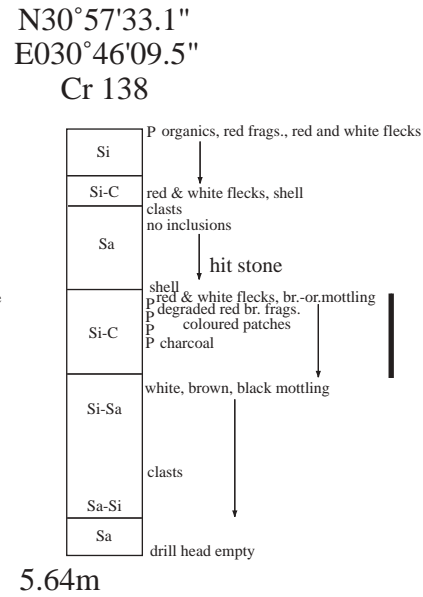 N30°57'33.1"
E030°46'09.5"
Cr 138
P organics, red frags., red and white flecks
Si
Si-C
red & white flecks, shell
clasts
no inclusions
Sa
hit stone
shell
P red & white flecks, br.-or.mottling
P degraded red br. frags.
P coloured patches
Si-C
P charcoal
white, brown, black mottling
Si-Sa
clasts
Sa-Si
Sa
drill head empty
5.64m